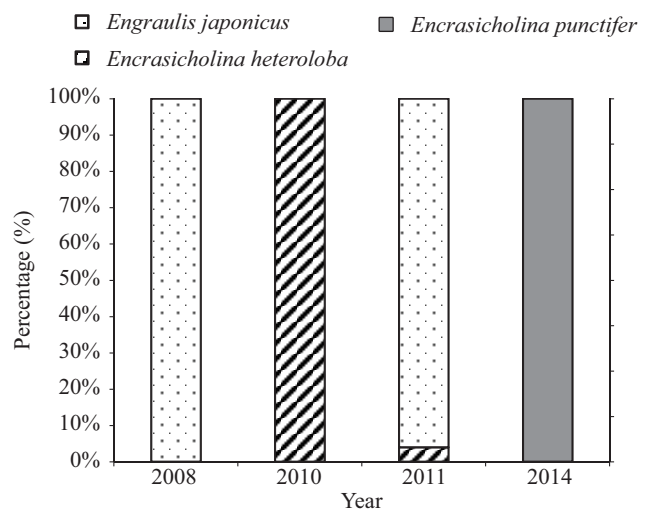 Engraulis japonicus
Encrasicholina punctifer
Encrasicholina heteroloba
100%
90%
80%
70%
60%
50%
40%
30%
20%
10%
0%
Percentage (%)
2008 2010 2011 2014
Year